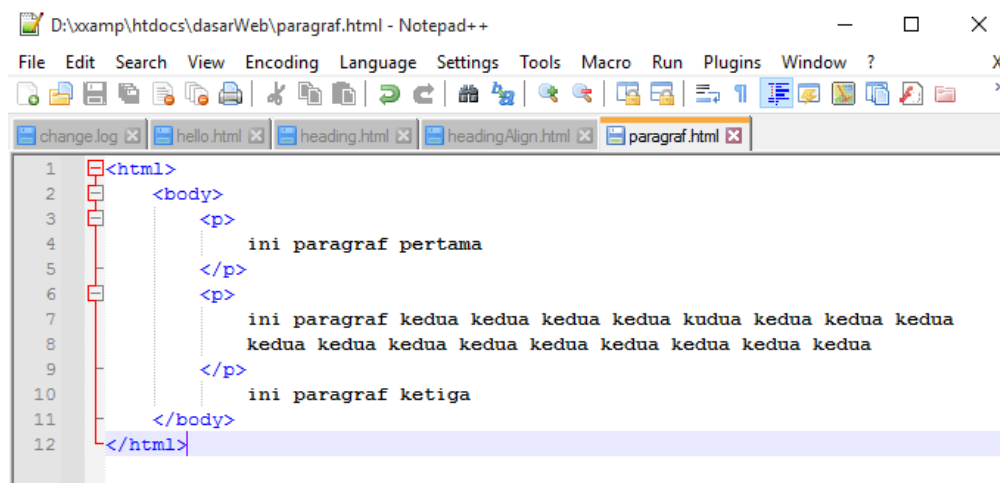 D:\xxamp\htdocs\dasarWeb\paragraf.html - Notepad++
File Edit Search View Encoding Language Settings Tools Macro Run Plugins Window ? X
change.log hello.html heading.html headingAlign.html paragraf.html
1 <html>
2 <body>
3 <p>
4 ini paragraf pertama
5 </p>
6 <p>
7 ini paragraf kedua kedua kedua kedua kudua kedua kedua kedua
8 kedua kedua kedua kedua kedua kedua kedua kedua kedua
9 </p>
10 ini paragraf ketiga
11 </body>
12 </html>